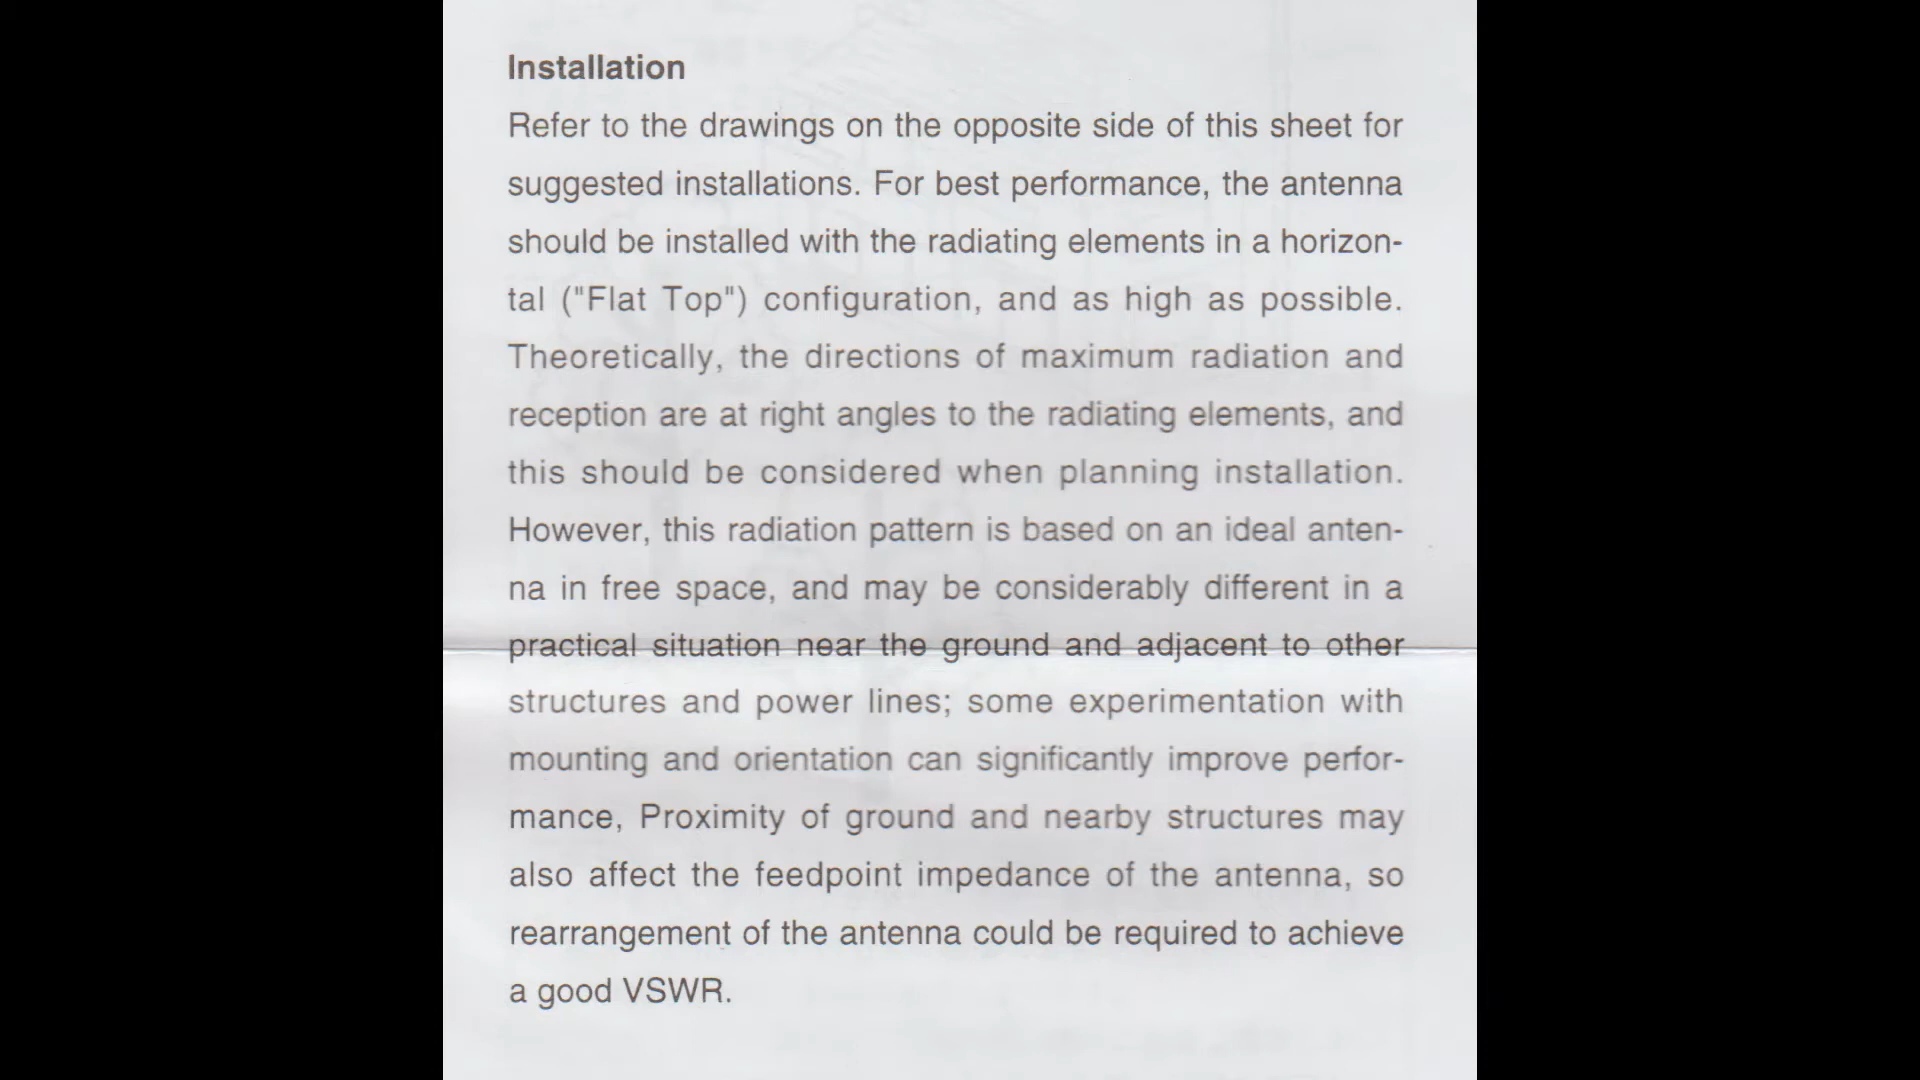 Installation
Refer to the drawings on the opposite side of this sheet for
suggested installations. For best performance, the antenna
should be installed with the radiating elements in a horizon-
tal ("Flat Top") configuration, and as high as possible.
Theoretically, the directions of maximum radiation and
reception are at right angles to the radiating elements, and
this should be considered when planning installation.
However, this radiation pattern is based on an ideal anten-
na in free space, and may be considerably different in a
practical situation near the ground and adjacent to other
structures and power lines; some experimentation with
mounting and orientation can significantly improve perfor-
mance, Proximity of ground and nearby structures may
also affect the feedpoint impedance of the antenna, so
rearrangement of the antenna could be required to achieve
a good VSWR.